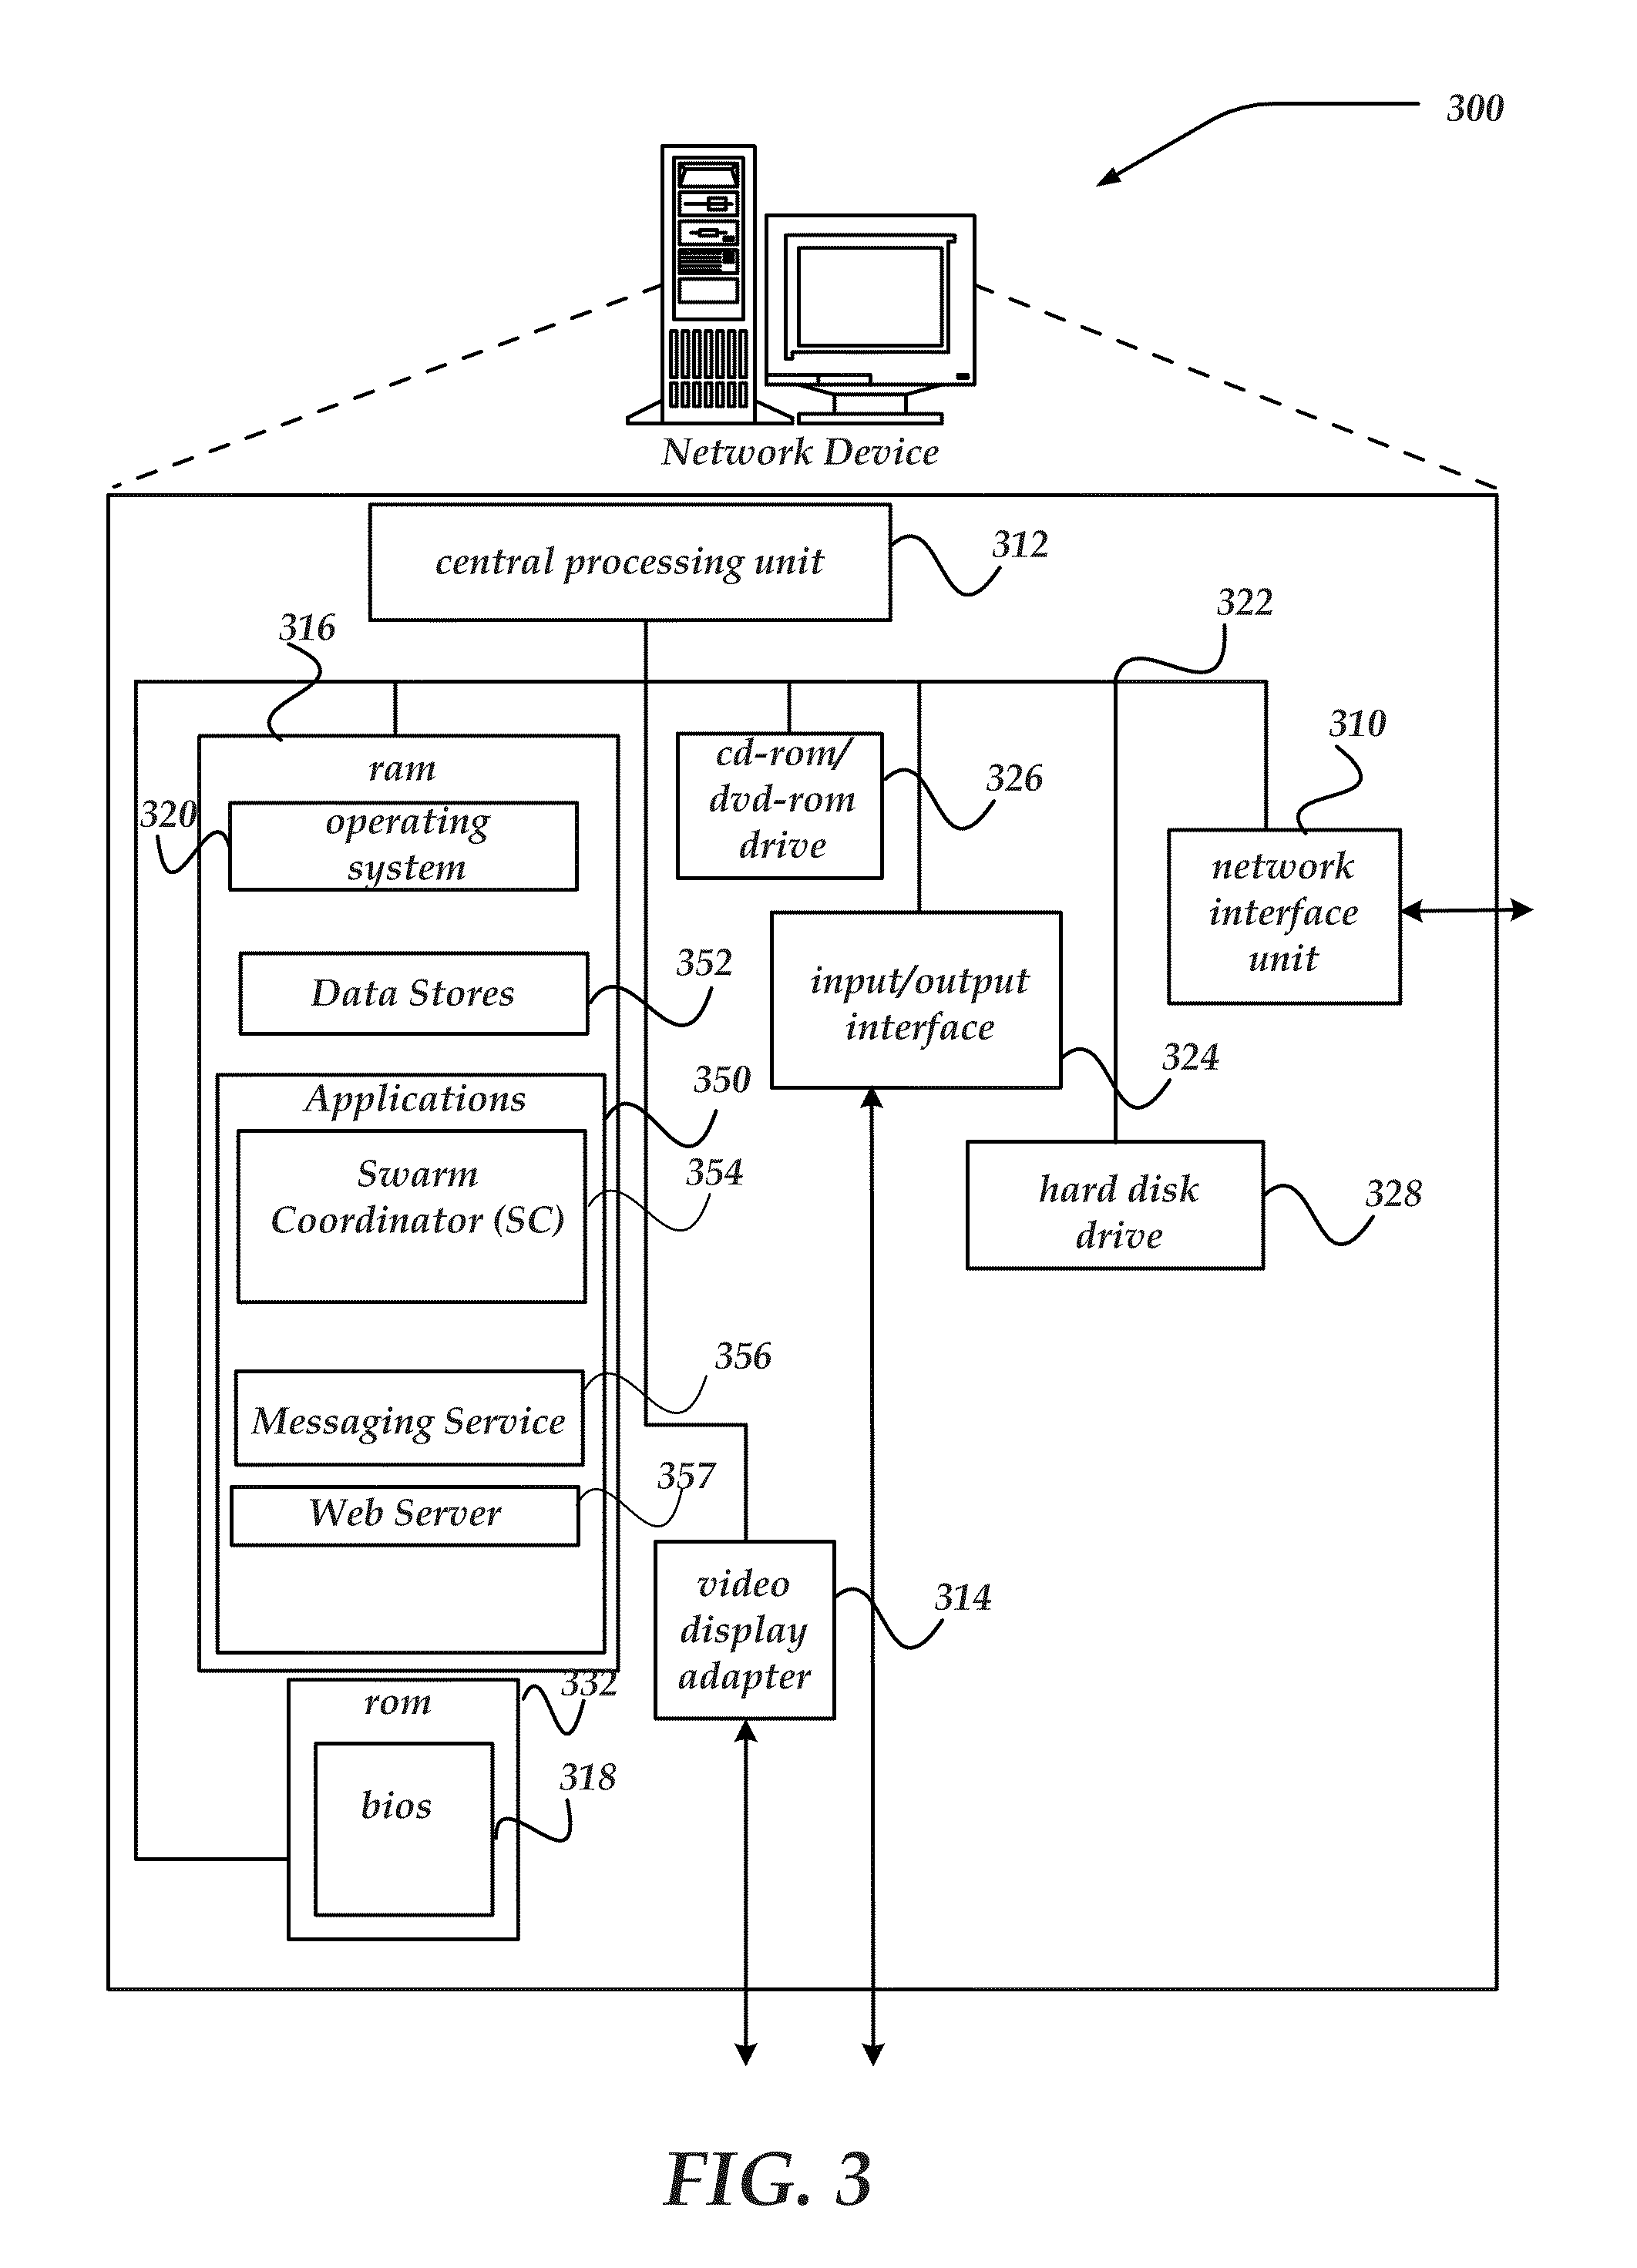 300
Network Device
central processing unit
312
322
316
310
ram
cd-rom/
dvd-rom
drive
326
320
operating
system
network
interface
unit
Data Stores
352
input/output
interface
324
350
Applications
Swarm
Coordinator (SC)
354
hard disk
drive
328
356
Messaging Service
357
Web Server
video
display
adapter
314
332
rom
318
bios
FIG. 3